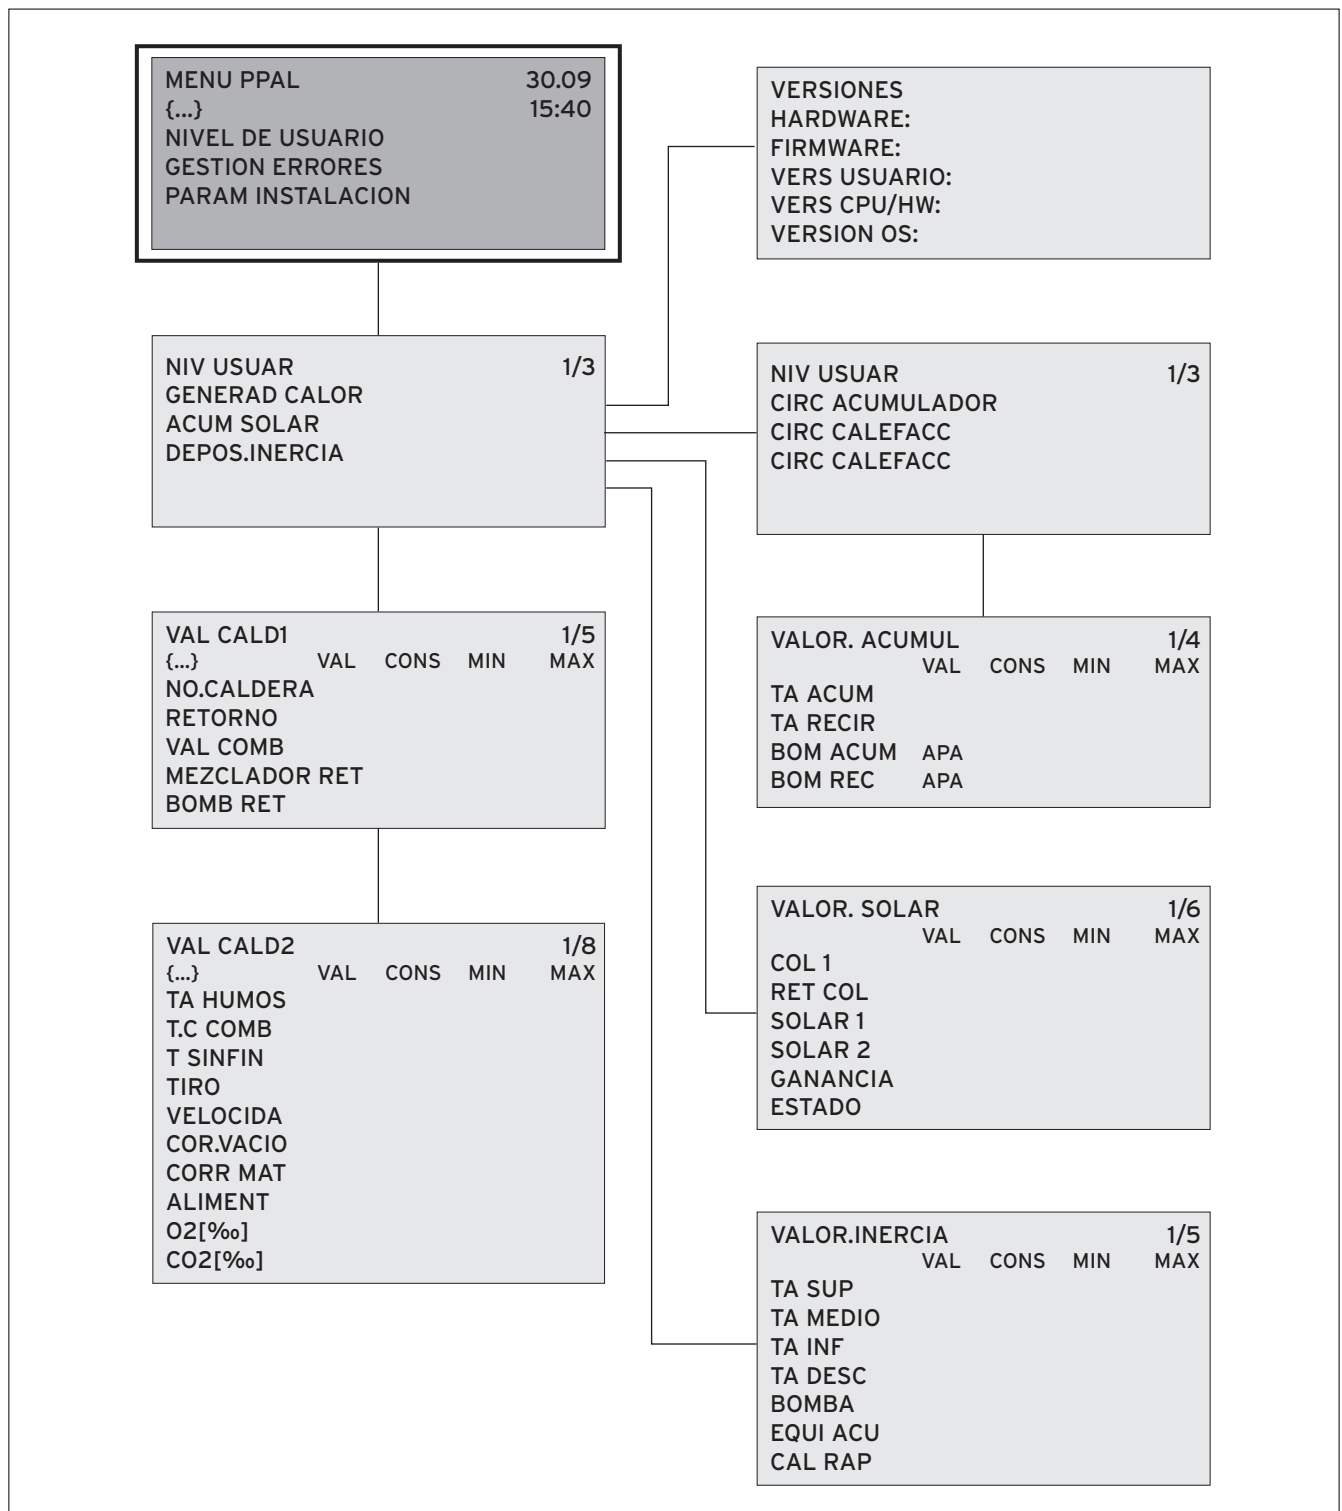 MENU PPAL 30.09
{...} 15:40
NIVEL DE USUARIO
GESTION ERRORES
PARAM INSTALACION
NIV USUAR 1/3
GENERAD CALOR
ACUM SOLAR
DEPOS.INERCIA
VAL CALD1 1/5
{...} VAL CONS MIN MAX
NO.CALDERA
RETORNO
VAL COMB
MEZCLADOR RET
BOMB RET
VAL CALD2 1/8
{...} VAL CONS MIN MAX
TA HUMOS
T.C COMB
T SINFIN
TIRO
VELOCIDA
COR.VACIO
CORR MAT
ALIMENT
O2[‰]
CO2[‰]
VERSIONES
HARDWARE:
FIRMWARE:
VERS USUARIO:
VERS CPU/HW:
VERSION OS:
NIV USUAR 1/3
CIRC ACUMULADOR
CIRC CALEFACC
CIRC CALEFACC
VALOR. ACUMUL 1/4
VAL CONS MIN MAX
TA ACUM
TA RECIR
BOM ACUM APA
BOM REC APA
VALOR. SOLAR 1/6
VAL CONS MIN MAX
COL 1
RET COL
SOLAR 1
SOLAR 2
GANANCIA
ESTADO
VALOR.INERCIA 1/5
VAL CONS MIN MAX
TA SUP
TA MEDIO
TA INF
TA DESC
BOMBA
EQUI ACU
CAL RAP